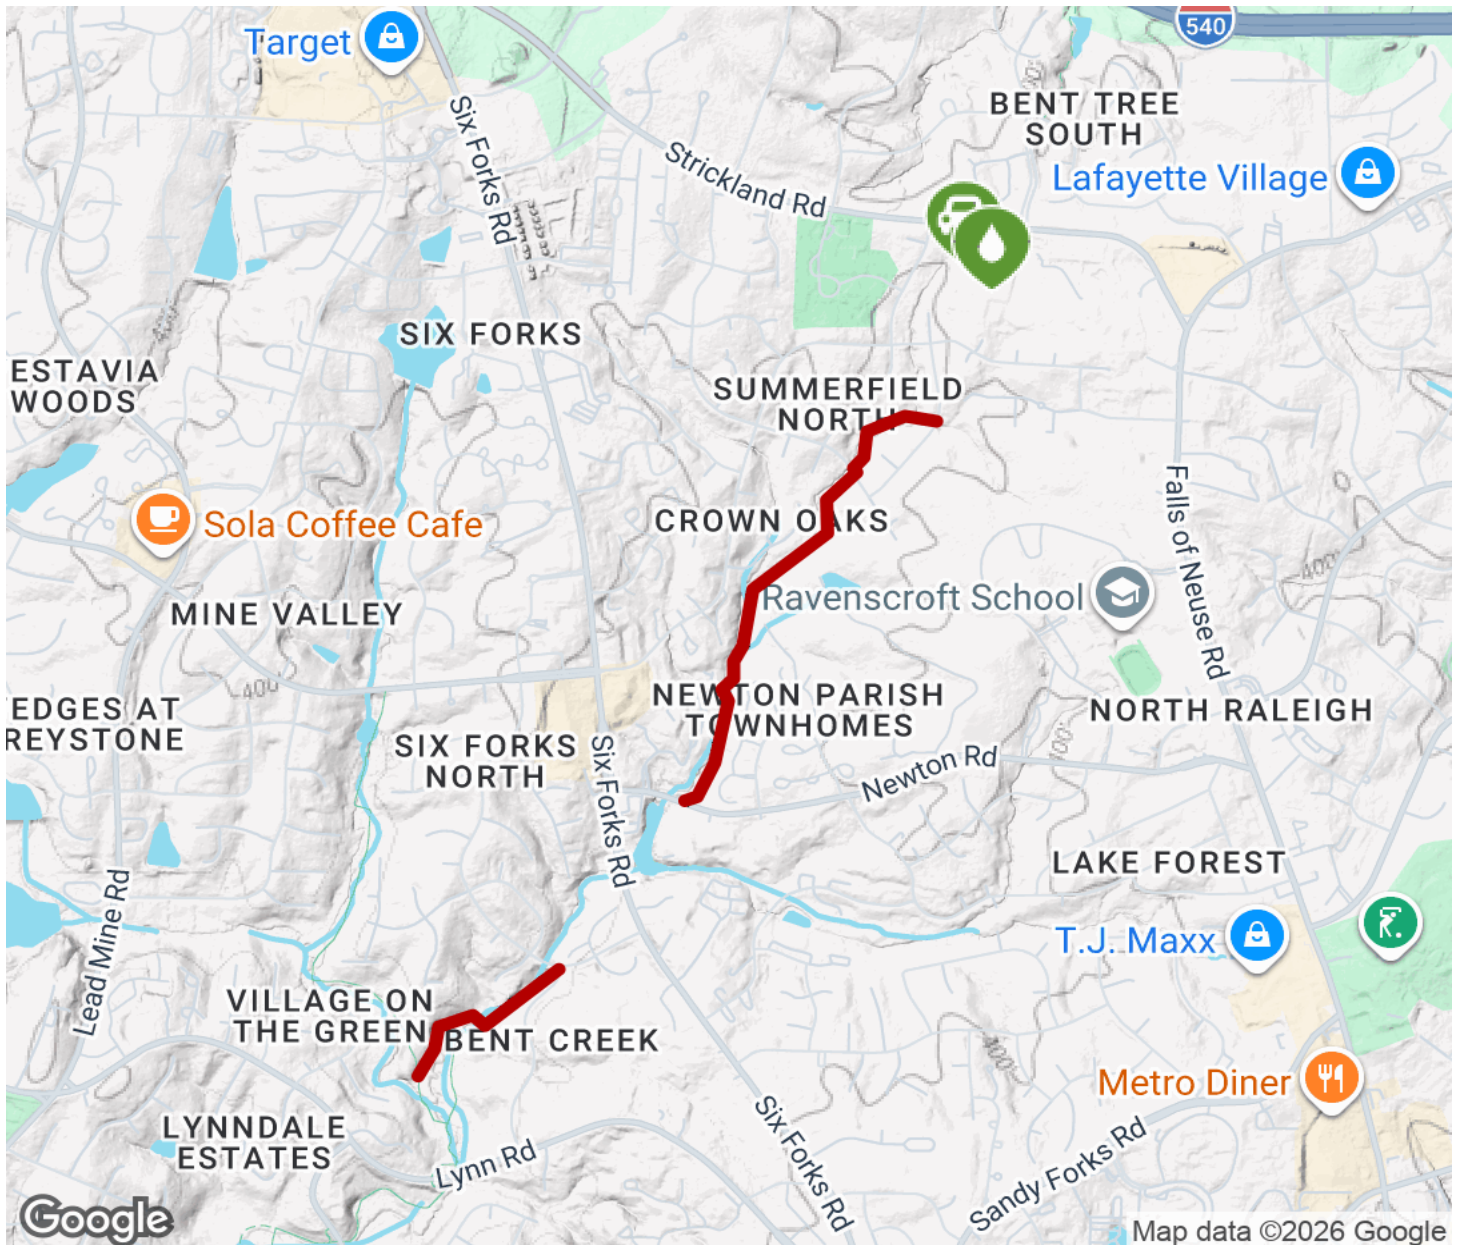 Target
540
BENT TREE
SOUTH
Six Forks Rd
Strickland Rd
Lafayette Village
SIX FORKS
ESTAVIA
WOODS
SUMMERFIELD
NORTH
Falls of Neuse Rd
Sola Coffee Cafe
CROWN OAKS
400
Ravenscroft School
MINE VALLEY
400
NEWTON PARISH
TOWNHOMES
EDGES AT
REYSTONE
NORTH RALEIGH
SIX FORKS
NORTH
Six Forks Rd
Newton Rd
400
LAKE FOREST
Lead Mine Rd
T.J. Maxx
VILLAGE ON
THE GREEN
BENT CREEK
400
Metro Diner
LYNNDALE
ESTATES
Lynn Rd
Six Forks Rd
Sandy Forks Rd
Google
Map data ©2026 Google